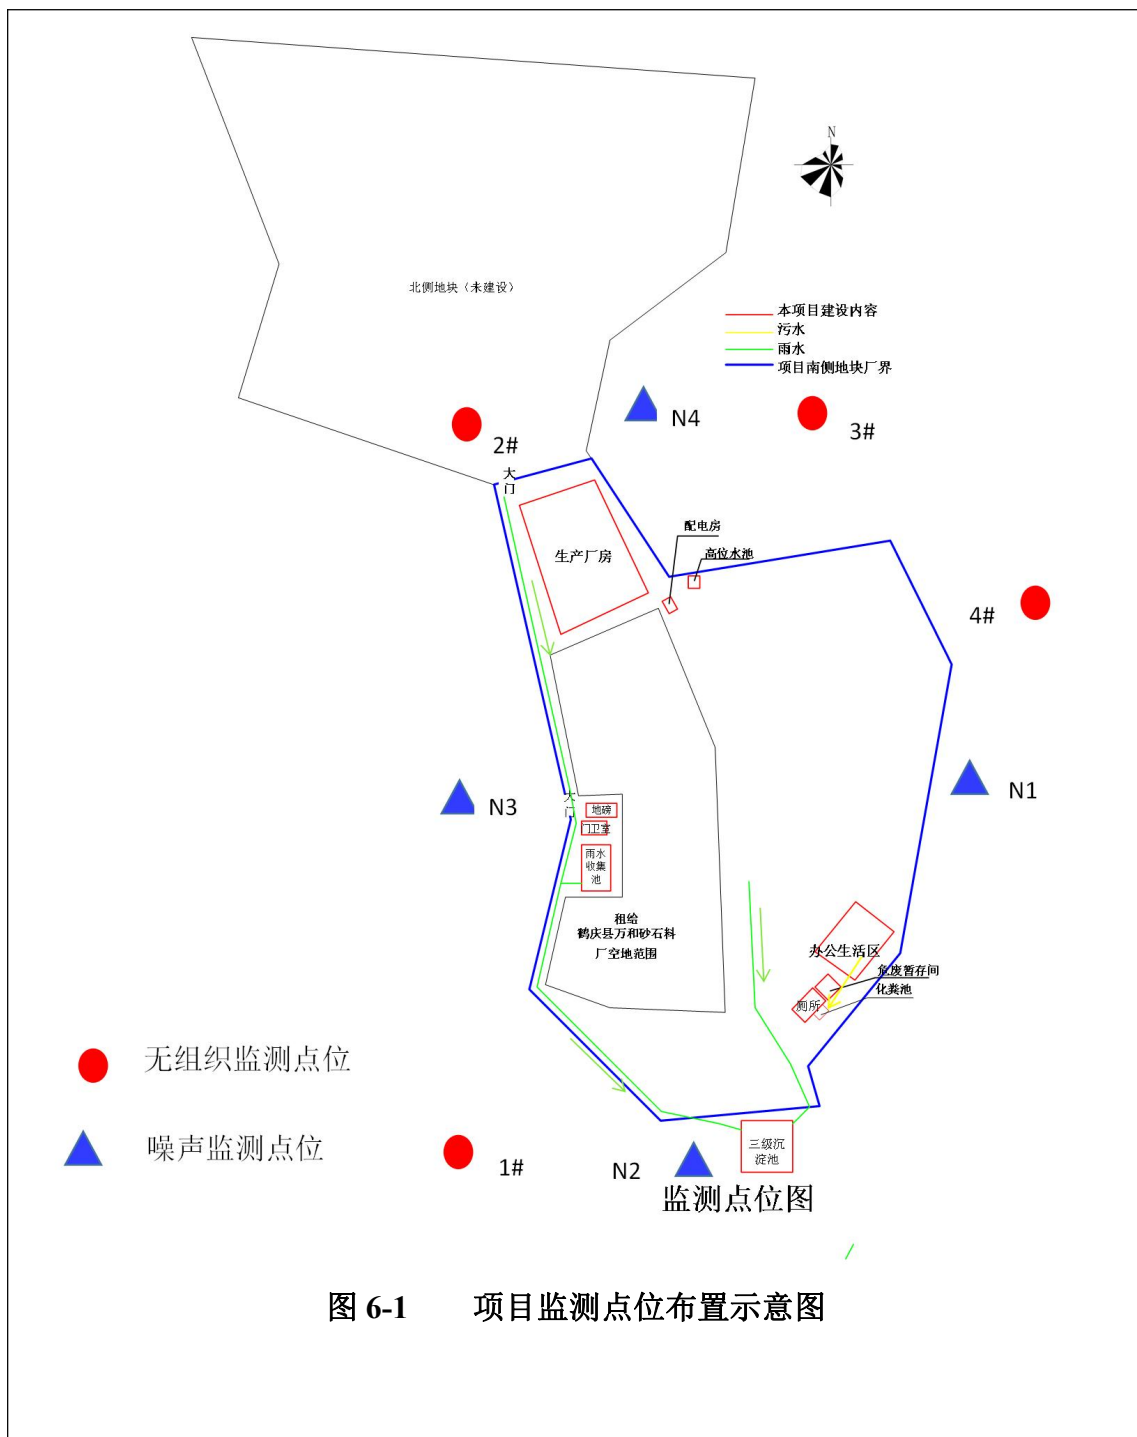 N
北侧地块（未建设）
本项目建设内容
污水
雨水
项目南侧地块厂界
N4
3#
2#
大
门
配电房
生产厂房
高位水池
4#
N1
N3
大
门
地磅
门卫室
雨水
收集
池
租给
鹤庆县万和砂石料
厂空地范围
办公生活区
危废暂存间
化粪池
厕所
无组织监测点位
噪声监测点位
1#
N2
三级沉
淀池
监测点位图
图 6-1 项目监测点位布置示意图